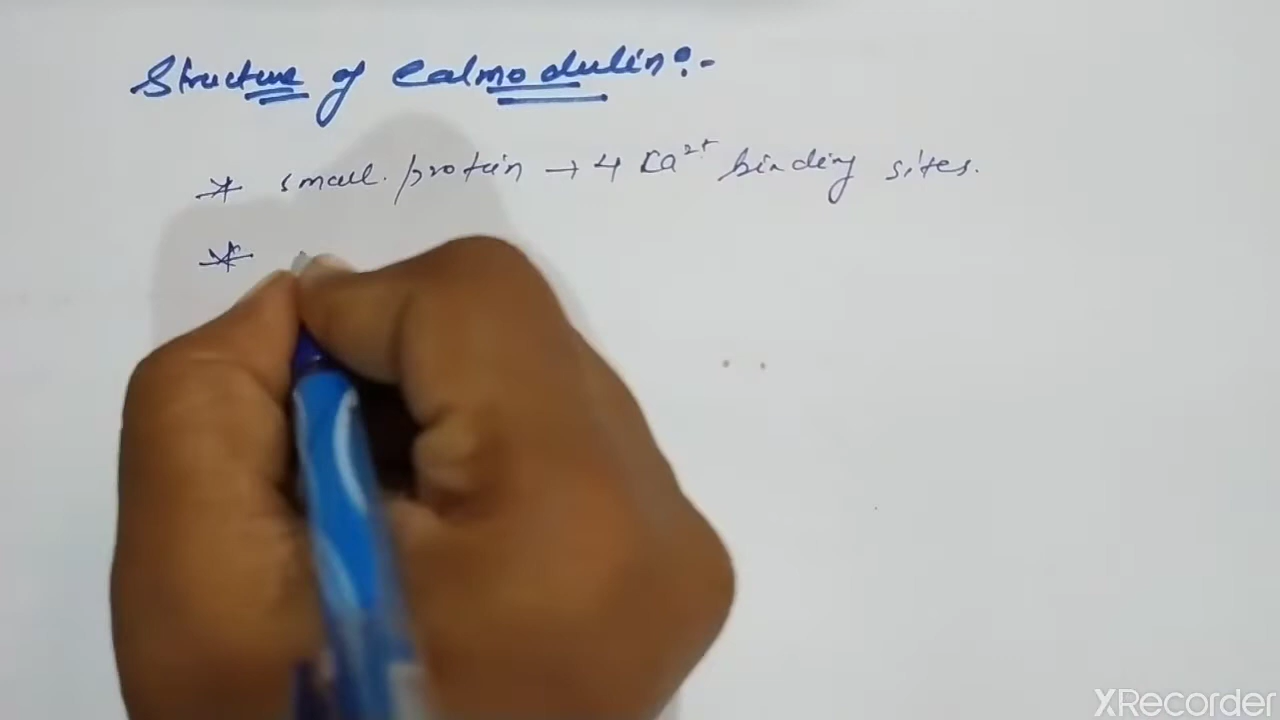 Structure of Calmodulin:-
* small protein → 4 Ca²⁺ binding sites.
*
XRecorder